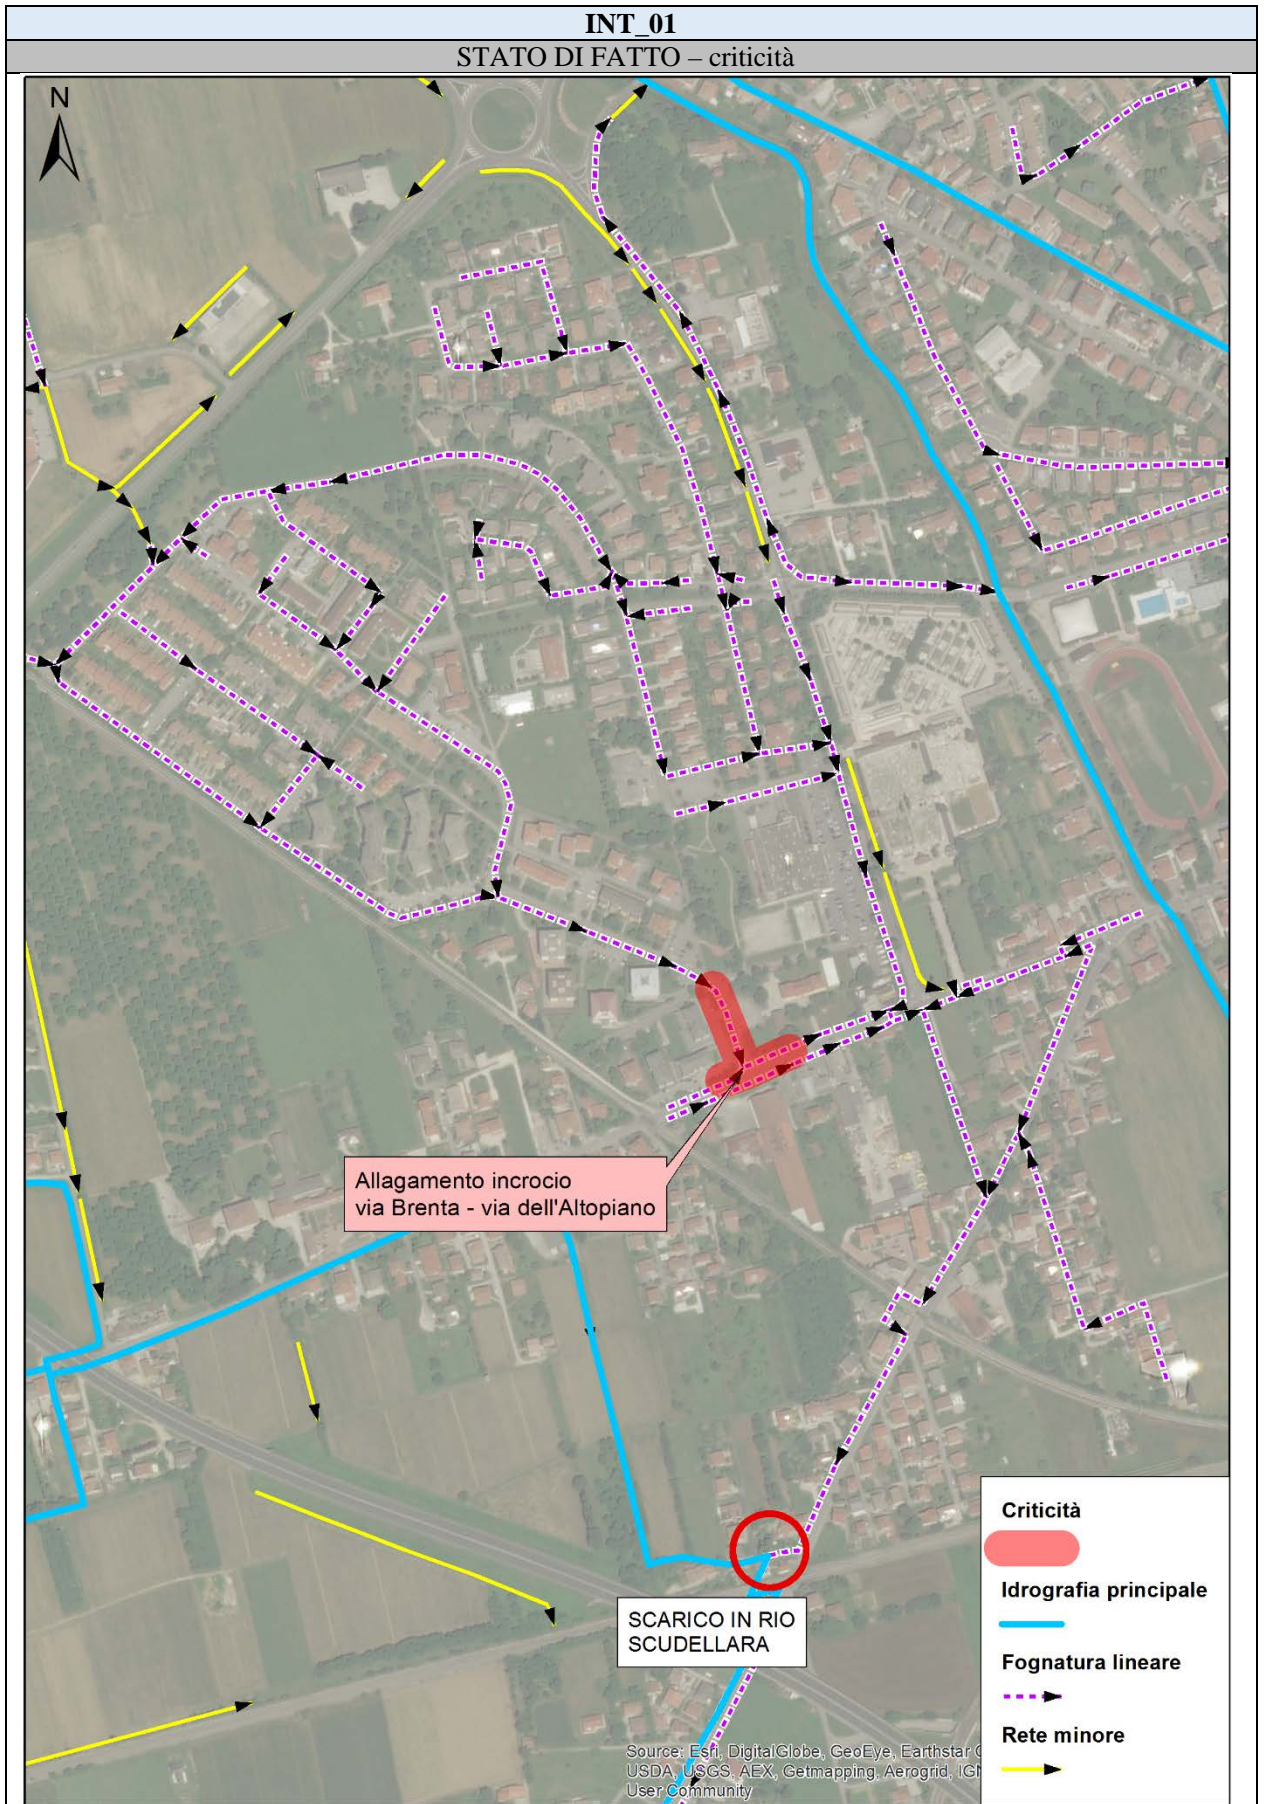 INT_01
STATO DI FATTO – criticità
N
Allagamento incrocio
via Brenta - via dell'Altopiano
SCARICO IN RIO
SCUDELLARA
Criticità
Idrografia principale
Fognatura lineare
Rete minore
Source: Esri, DigitalGlobe, GeoEye, Earthstar
USDA, USGS, AEX, Getmapping, Aerogrid, IGN
User Community